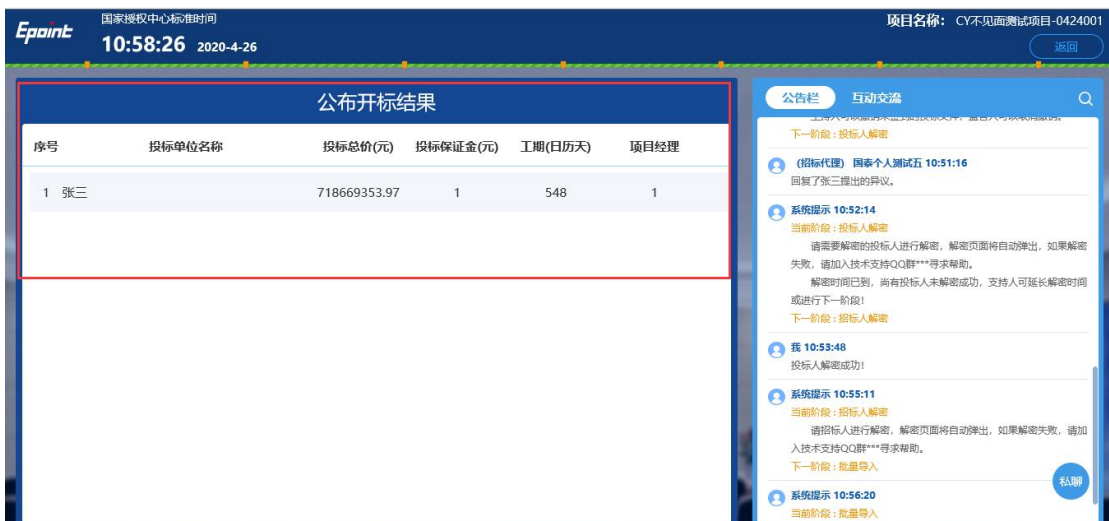 Epoint
国家授权中心标准时间
10:58:26 2020-4-26
项目名称： CY不见面测试项目-0424001
返回
公布开标结果
序号 投标单位名称 投标总价(元) 投标保证金(元) 工期(日历天) 项目经理
1 张三 718669353.97 1 548 1
公告栏 互动交流
下一阶段：投标人解密
(招标代理) 国泰个人测试五 10:51:16
回复了张三提出的异议。
系统提示 10:52:14
当前阶段：投标人解密
请需要解密的投标人进行解密，解密页面将自动弹出，如果解密
失败，请加入技术支持QQ群***寻求帮助。
解密时间已到，尚有投标人未解密成功，支持人可延长解密时间
或进行下一阶段!
下一阶段：招标人解密
我 10:53:48
投标人解密成功!
系统提示 10:55:11
当前阶段：招标人解密
请招标人进行解密，解密页面将自动弹出，如果解密失败，请加
入技术支持QQ群***寻求帮助。
下一阶段：批量导入
私聊
系统提示 10:56:20
当前阶段：批量导入